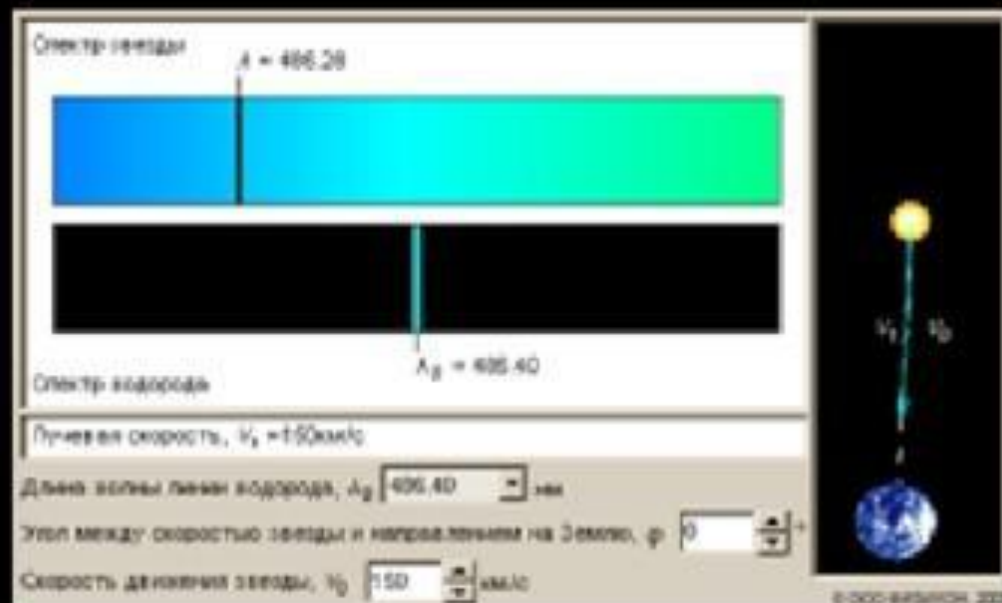 Спектр звезды
λ = 486.28
λ₀ = 486.40
Спектр водорода
Лучевая скорость, Vᵣ =150км/с
Длина волны линии водорода, λ₀ 486.40 нм
Угол между скоростью звезды и направлением на Землю, φ 0 °
Скорость движения звезды, V₀ 150 км/с
V₀